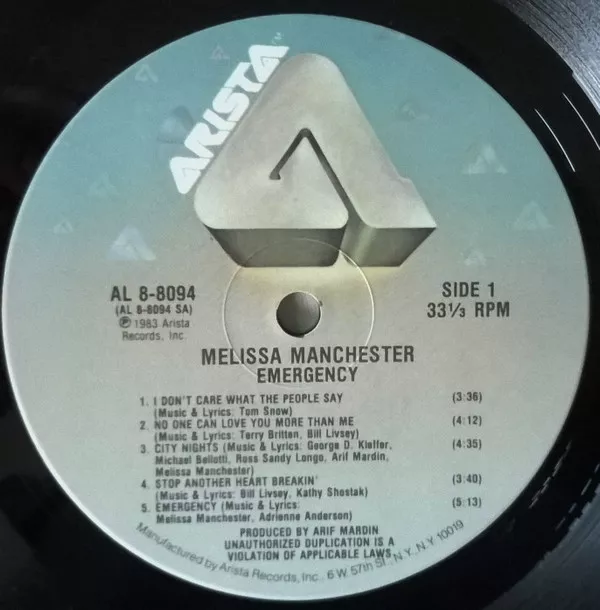 ARISTA
AL 8-8094
(AL 8-8094 SA)
℗ 1983 Arista
Records, Inc.
SIDE 1
33⅓ RPM
MELISSA MANCHESTER
EMERGENCY
1. I DON'T CARE WHAT THE PEOPLE SAY (3:36)
(Music & Lyrics: Tom Snow)
2. NO ONE CAN LOVE YOU MORE THAN ME (4:12)
(Music & Lyrics: Terry Britten, Bill Livsey)
3. CITY NIGHTS (Music & Lyrics: George D. Kieffer, (4:35)
Michael Bellotti, Ross Sandy Longo, Arif Mardin,
Melissa Manchester)
4. STOP ANOTHER HEART BREAKIN' (3:40)
(Music & Lyrics: Bill Livsey, Kathy Shostak)
5. EMERGENCY (Music & Lyrics: (5:13)
Melissa Manchester, Adrienne Anderson)
PRODUCED BY ARIF MARDIN
UNAUTHORIZED DUPLICATION IS A
VIOLATION OF APPLICABLE LAWS
Manufactured by Arista Records, Inc., 6 W. 57th St., N.Y. N.Y. 10019